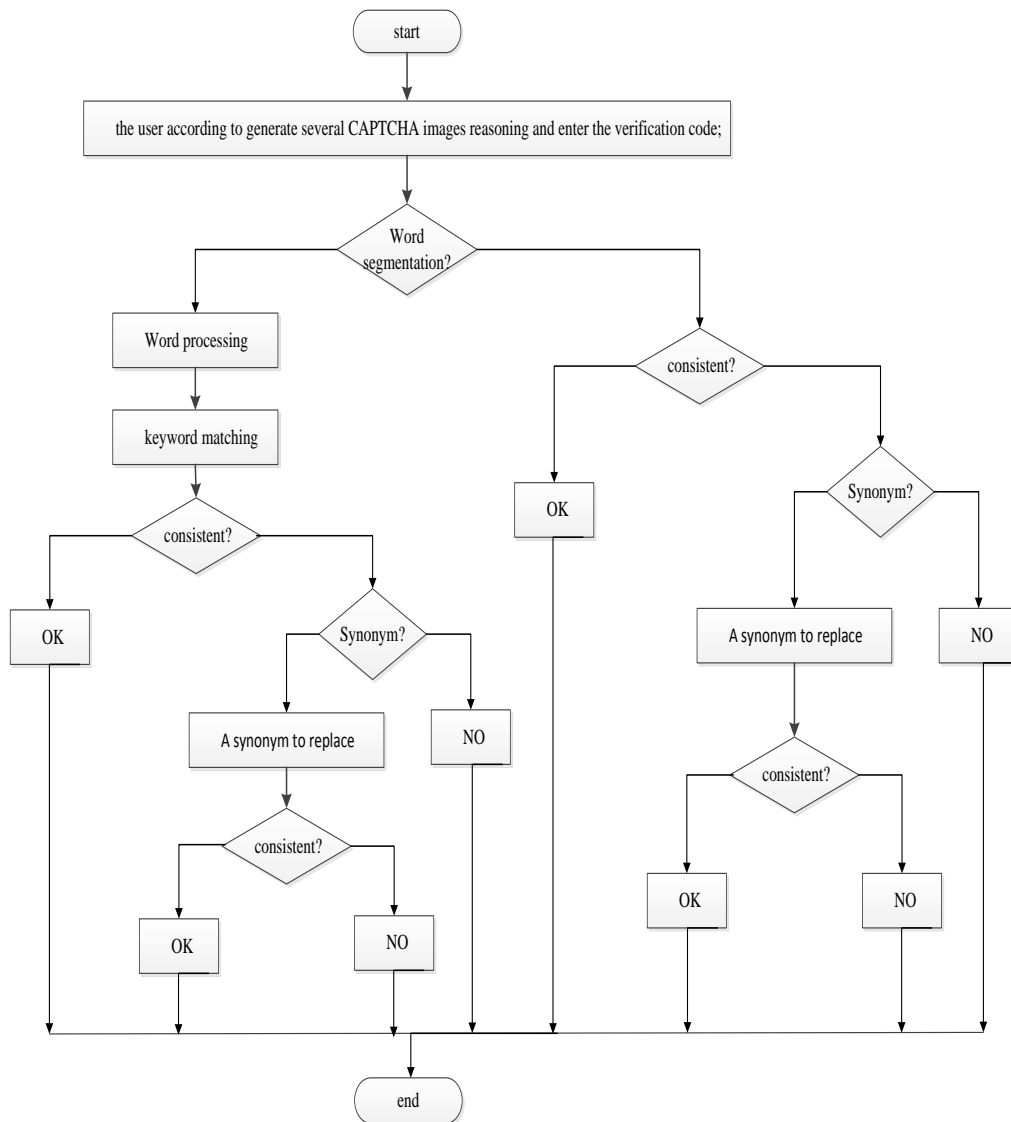 start
the user according to generate several CAPTCHA images reasoning and enter the verification code;
Word
segmentation?
Word processing
consistent?
keyword matching
Synonym?
OK
consistent?
OK
Synonym?
A synonym to replace
NO
A synonym to replace
NO
consistent?
consistent?
OK
NO
OK
NO
end